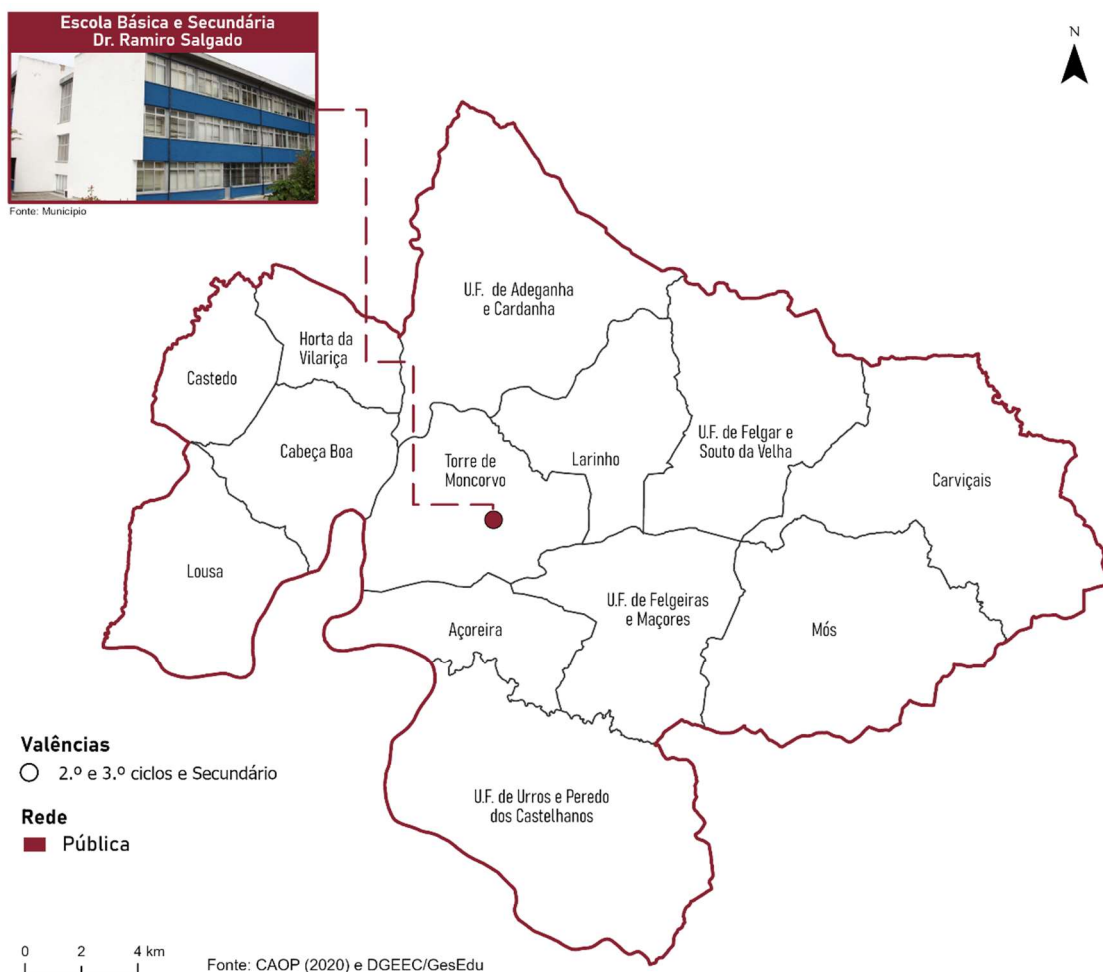 Escola Básica e Secundária
Dr. Ramiro Salgado
Fonte: Município
N
U.F. de Adeganha
e Cardanha
Horta da
Vilariça
Castedo
Cabeça Boa
Torre de
Moncorvo
Larinho
U.F. de Felgar e
Souto da Velha
Carviçais
Lousa
Açoreira
U.F. de Felgeiras
e Maçores
Mós
U.F. de Urros e Peredo
dos Castelhanos
Valências
2.º e 3.º ciclos e Secundário
Rede
Pública
0 2 4 km
Fonte: CAOP (2020) e DGEEC/GesEdu